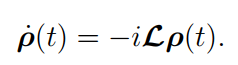 𝝆̇(t) = −i𝓛𝝆(t).